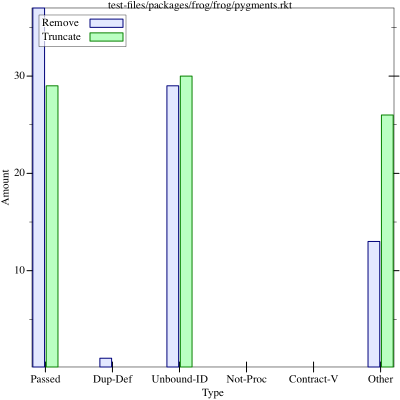 test-files/packages/frog/frog/pygments.rkt
Remove
Truncate
30
20
10
Amount
Passed Dup-Def Unbound-ID Not-Proc Contract-V Other
Type